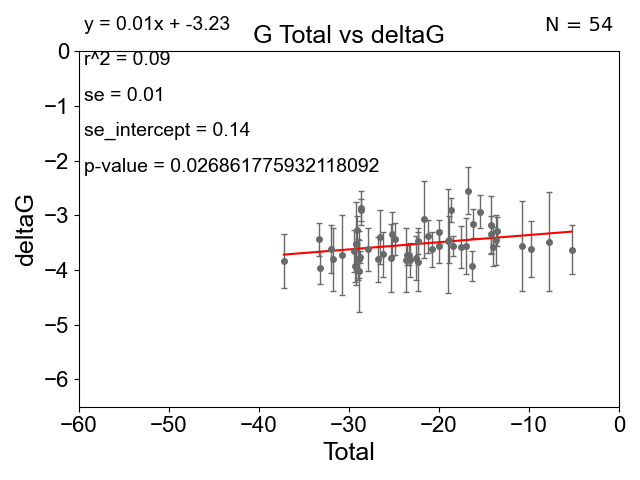 y = 0.01x + -3.23
N = 54
G Total vs deltaG
r^2 = 0.09
se = 0.01
se_intercept = 0.14
p-value = 0.026861775932118092
0
−1
−2
−3
−4
−5
−6
deltaG
−60 −50 −40 −30 −20 −10 0
Total